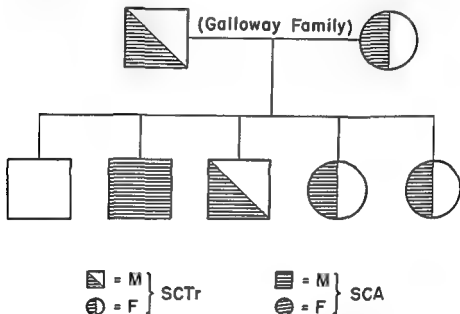 (Galloway Family)
= M } SCTr = M } SCA
= F = F